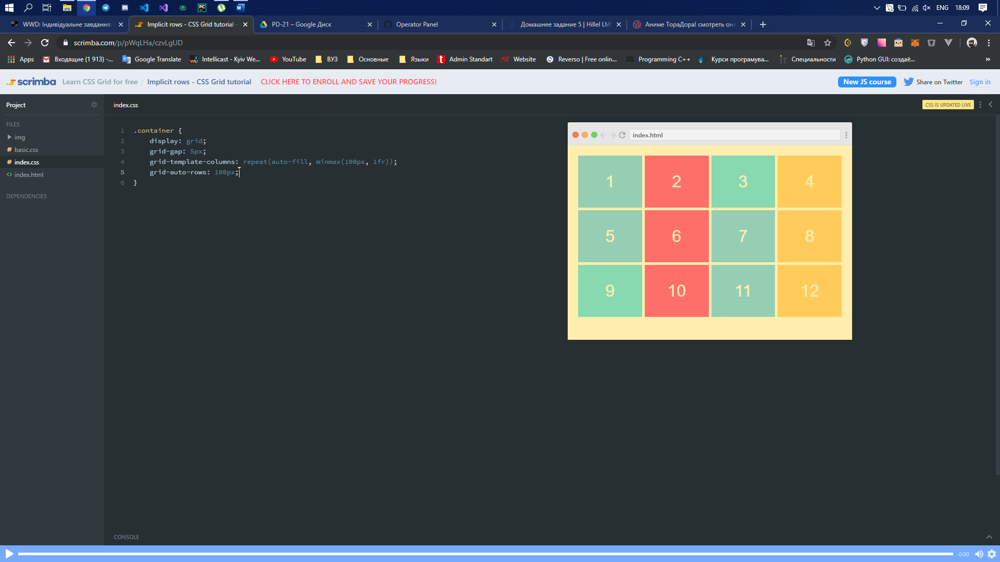 ENG 18:09
WWD: Індивідуальне завдання:
Implicit rows - CSS Grid tutorial -
PD-21 – Google Диск
Operator Panel
Домашнее задание 5 | Hillel LM
Аниме ТораДора! смотреть онл
scrimba.com/p/pWqLHa/czvLgUD
Apps
Входящие (1 913) -...
Google Translate
Intellicast - Kyiv We...
YouTube
ВУЗ
Основные
Языки
Admin Standart
Website
Reverso | Free onlin...
Programming C++
Курси програмува...
Специальности
Python GUI: создаё...
»
scrimba
Learn CSS Grid for free / Implicit rows - CSS Grid tutorial
CLICK HERE TO ENROLL AND SAVE YOUR PROGRESS!
New JS course
Share on Twitter
Sign in
Project
index.css
CSS IS UPDATED LIVE
FILES
img
# basic.css
# index.css
<> index.html
DEPENDENCIES
1 .container {
2 display: grid;
3 grid-gap: 5px;
4 grid-template-columns: repeat(auto-fill, minmax(100px, 1fr));
5 grid-auto-rows: 100px;
6 }
index.html
1 2 3 4
5 6 7 8
9 10 11 12
CONSOLE
-0:00